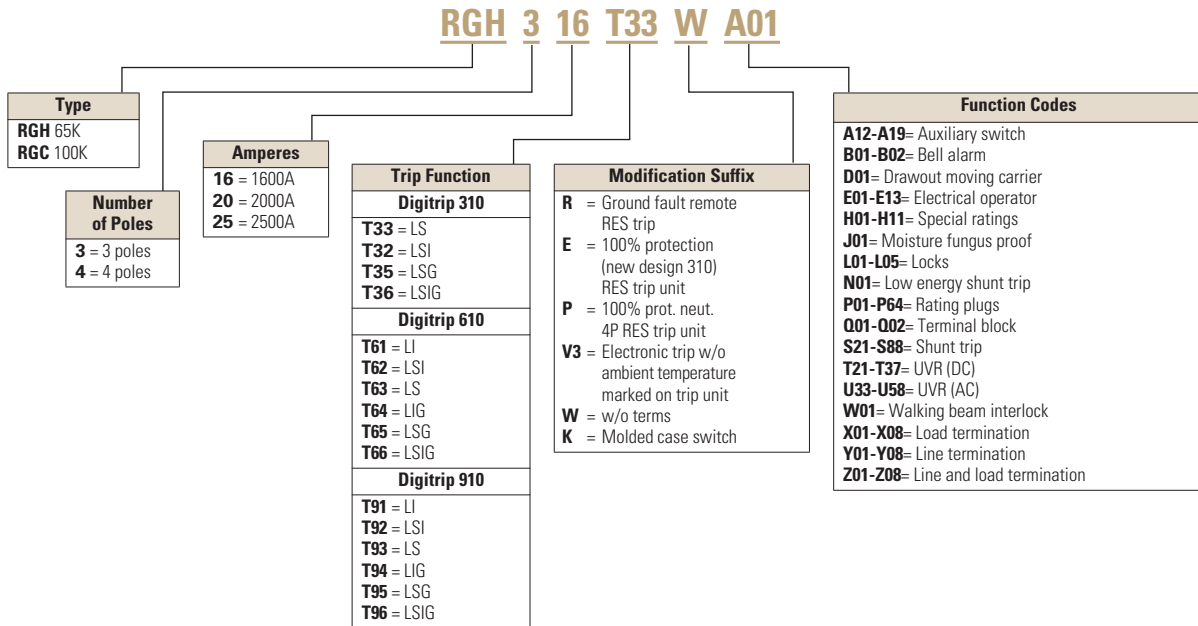 RGH 3 16 T33 W A01
Type
RGH 65K
RGC 100K
Number
of Poles
3 = 3 poles
4 = 4 poles
Amperes
16 = 1600A
20 = 2000A
25 = 2500A
Trip Function
Digitrip 310
T33 = LS
T32 = LSI
T35 = LSG
T36 = LSIG
Digitrip 610
T61 = LI
T62 = LSI
T63 = LS
T64 = LIG
T65 = LSG
T66 = LSIG
Digitrip 910
T91 = LI
T92 = LSI
T93 = LS
T94 = LIG
T95 = LSG
T96 = LSIG
Modification Suffix
R = Ground fault remote
RES trip
E = 100% protection
(new design 310)
RES trip unit
P = 100% prot. neut.
4P RES trip unit
V3 = Electronic trip w/o
ambient temperature
marked on trip unit
W = w/o terms
K = Molded case switch
Function Codes
A12-A19= Auxiliary switch
B01-B02= Bell alarm
D01= Drawout moving carrier
E01-E13= Electrical operator
H01-H11= Special ratings
J01= Moisture fungus proof
L01-L05= Locks
N01= Low energy shunt trip
P01-P64= Rating plugs
Q01-Q02= Terminal block
S21-S88= Shunt trip
T21-T37= UVR (DC)
U33-U58= UVR (AC)
W01= Walking beam interlock
X01-X08= Load termination
Y01-Y08= Line termination
Z01-Z08= Line and load termination